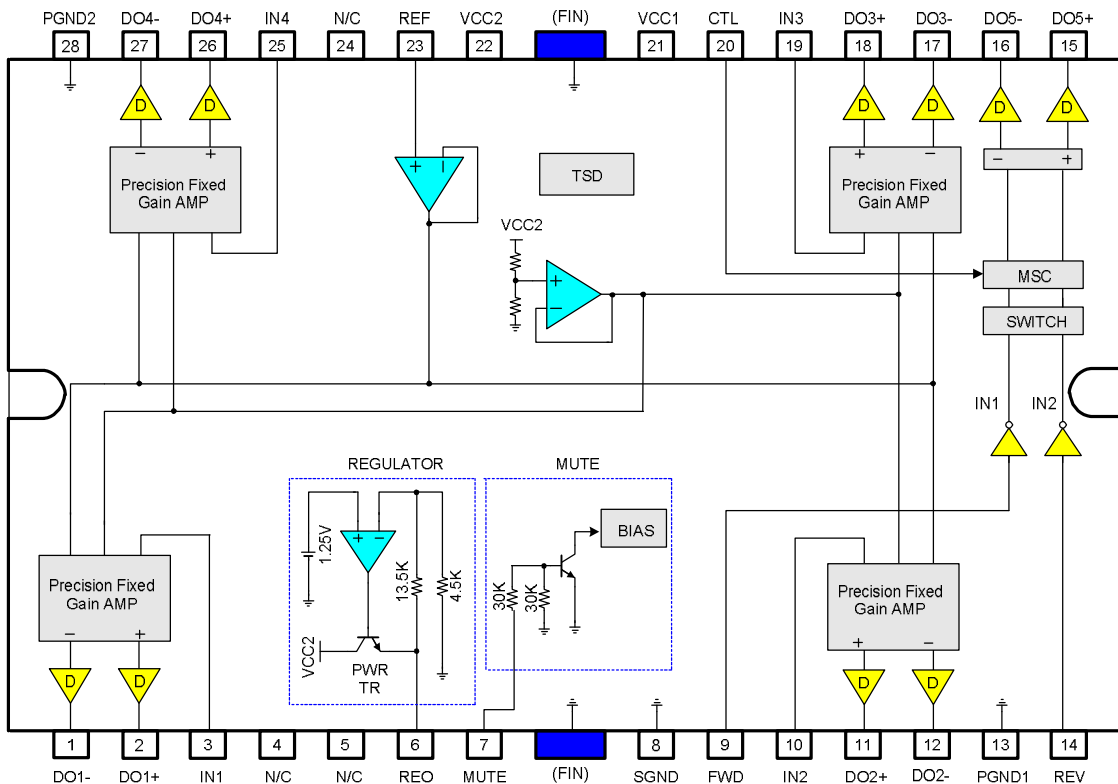 PGND2 DO4- DO4+ IN4 N/C REF VCC2 (FIN) VCC1 CTL IN3 DO3+ DO3- DO5- DO5+
28 27 26 25 24 23 22 21 20 19 18 17 16 15
D D D D D D
− + + − + − − +
Precision Fixed
Gain AMP
TSD
Precision Fixed
Gain AMP
VCC2
+
−
MSC
SWITCH
IN1 IN2
REGULATOR MUTE
1.25V
+ −
13.5K
4.5K
BIAS
30K
30K
VCC2
PWR
TR
Precision Fixed
Gain AMP
− +
Precision Fixed
Gain AMP
+ −
D D D D
1 2 3 4 5 6 7 8 9 10 11 12 13 14
DO1- DO1+ IN1 N/C N/C REO MUTE (FIN) SGND FWD IN2 DO2+ DO2- PGND1 REV